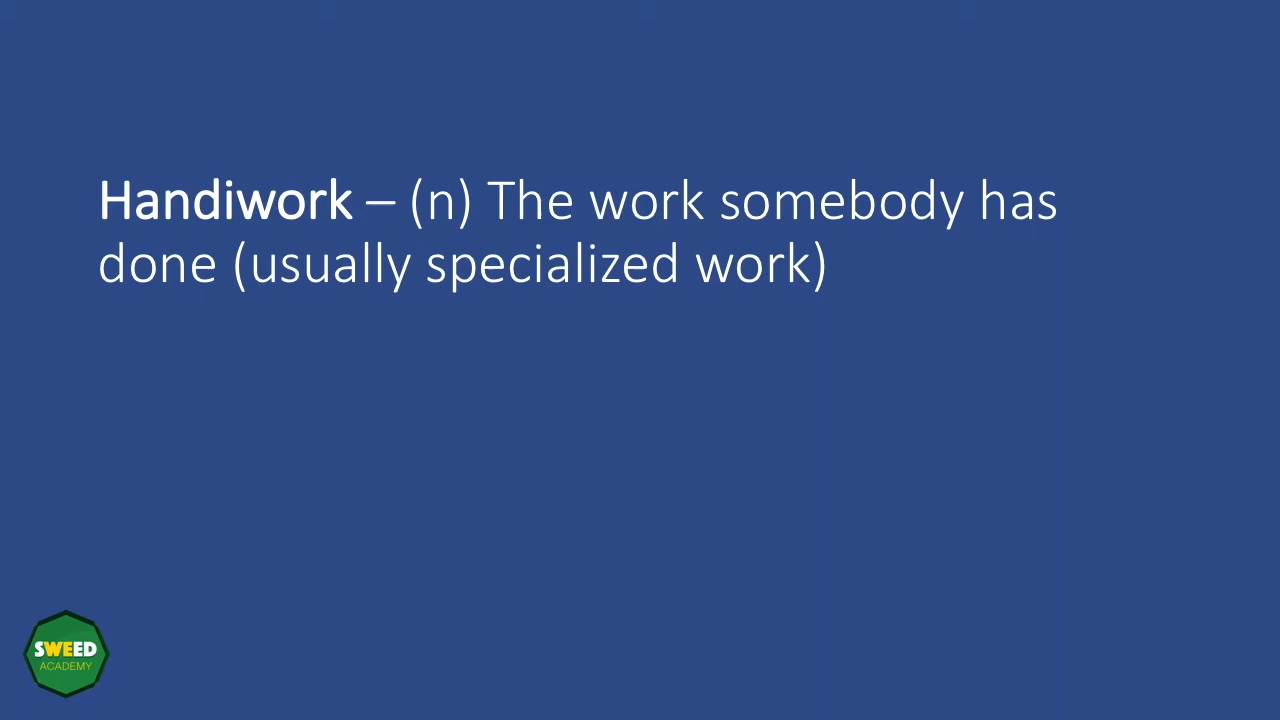 Handiwork – (n) The work somebody has
done (usually specialized work)
SWEED
ACADEMY